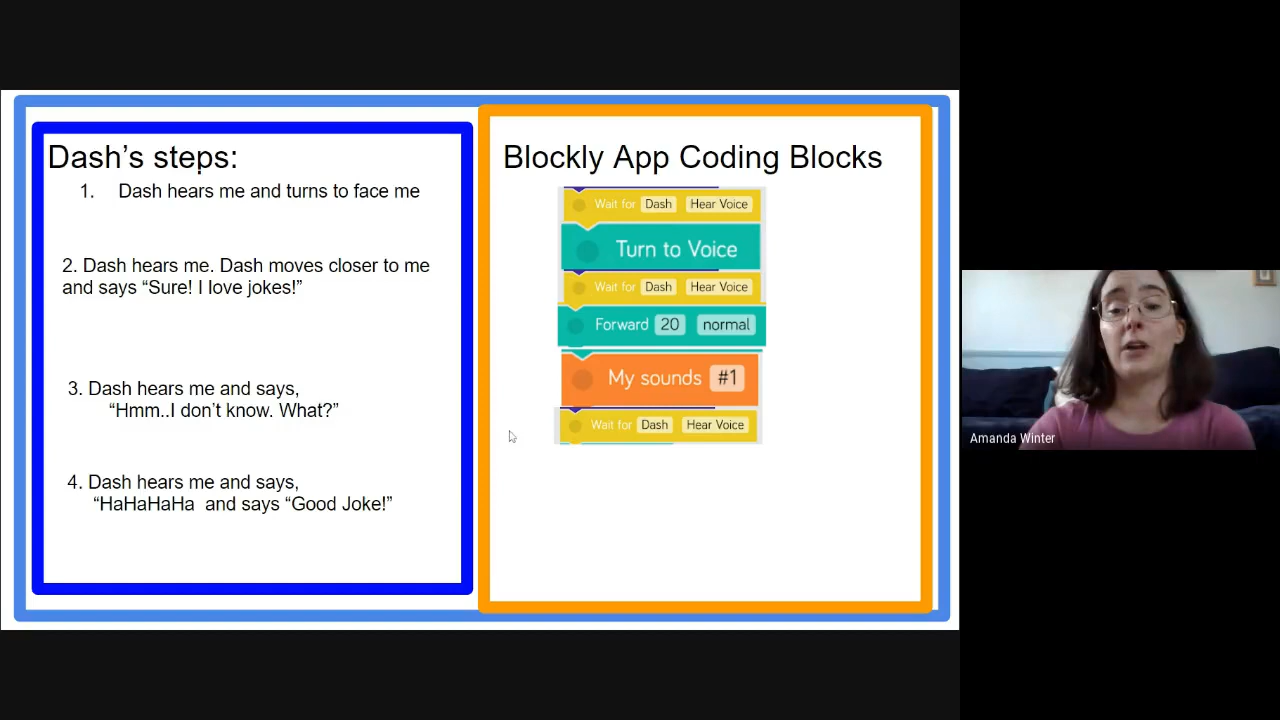 Dash's steps:
1. Dash hears me and turns to face me
2. Dash hears me. Dash moves closer to me
and says “Sure! I love jokes!”
3. Dash hears me and says,
“Hmm..I don't know. What?”
4. Dash hears me and says,
“HaHaHaHa and says “Good Joke!”
Blockly App Coding Blocks
Wait for Dash Hear Voice
Turn to Voice
Wait for Dash Hear Voice
Forward 20 normal
My sounds #1
Wait for Dash Hear Voice
Amanda Winter